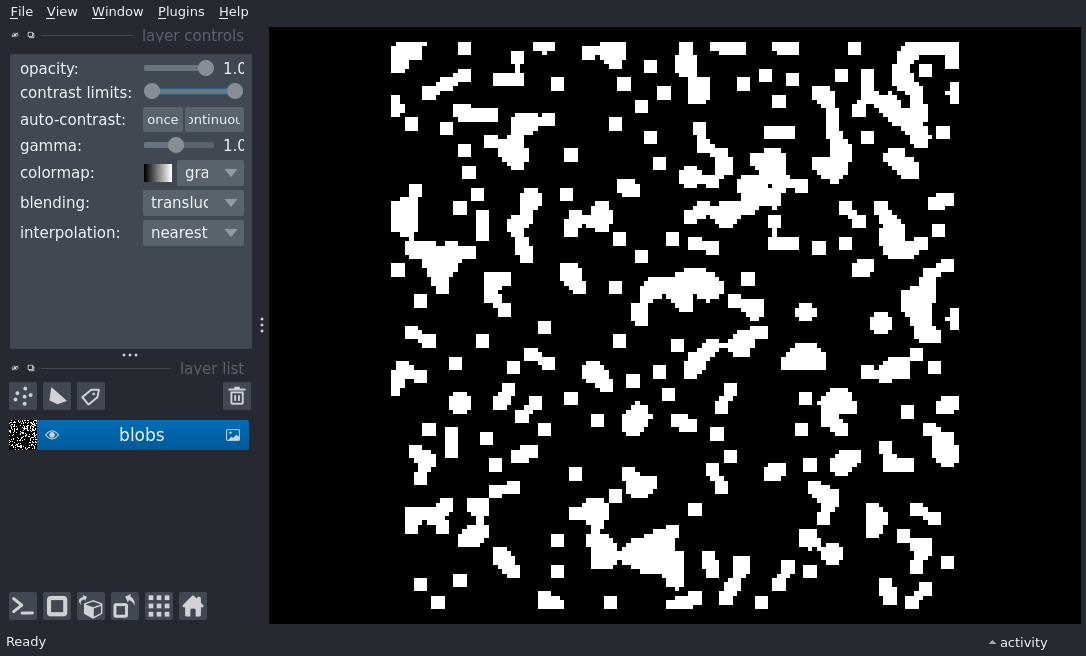 File View Window Plugins Help
layer controls
opacity: 1.0
contrast limits:
auto-contrast: once ontinuou
gamma: 1.0
colormap: gra
blending: transluc
interpolation: nearest
layer list
blobs
Ready activity